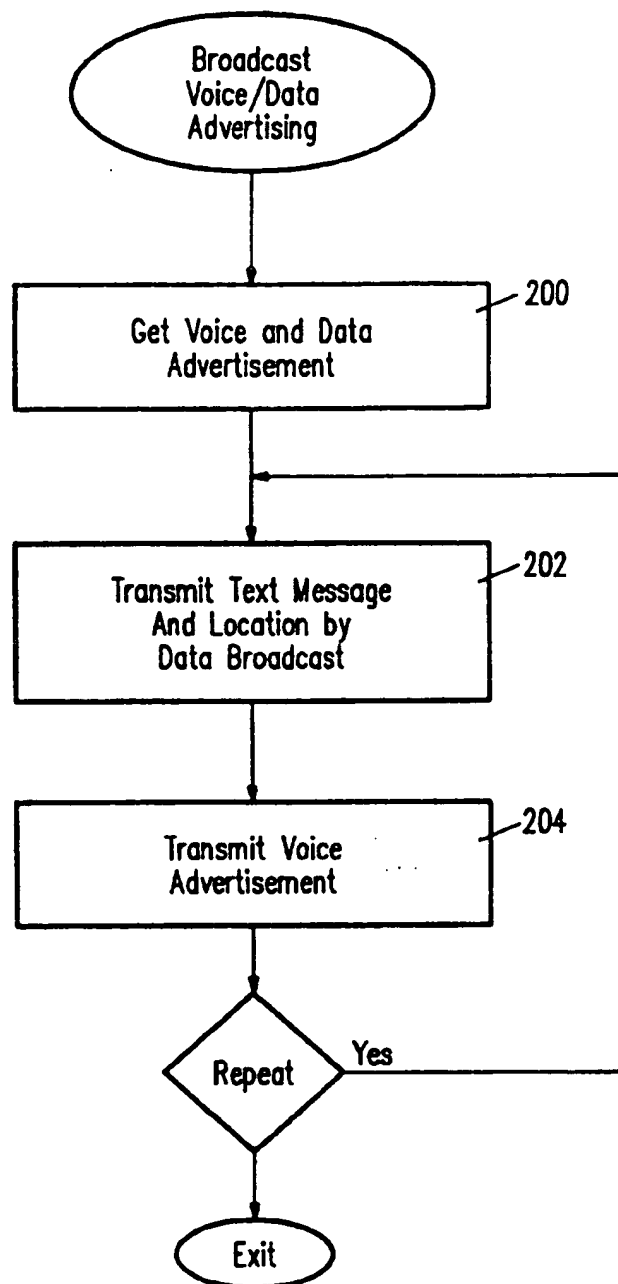 Broadcast
Voice/Data
Advertising
200
Get Voice and Data
Advertisement
202
Transmit Text Message
And Location by
Data Broadcast
204
Transmit Voice
Advertisement
Repeat
Yes
Exit